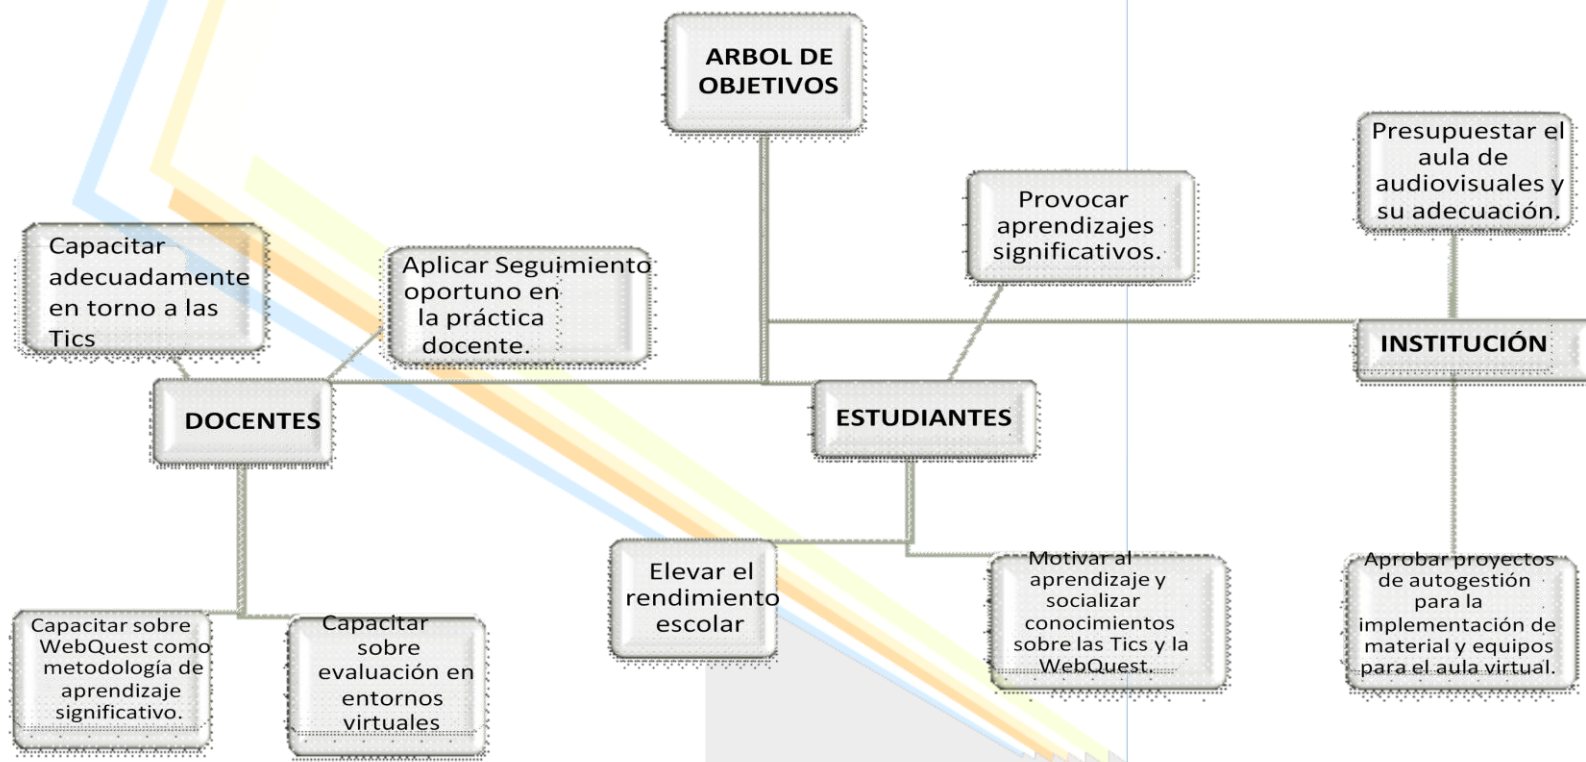 ARBOL DE
OBJETIVOS
Presupuestar el
aula de
audiovisuales y
su adecuación.
Provocar
aprendizajes
significativos.
Capacitar
adecuadamente
en torno a las
Tics
Aplicar Seguimiento
oportuno en
la práctica
docente.
INSTITUCIÓN
DOCENTES
ESTUDIANTES
Elevar el
rendimiento
escolar
Motivar al
aprendizaje y
socializar
conocimientos
sobre las Tics y la
WebQuest.
Aprobar proyectos
de autogestión
para la
implementación de
material y equipos
para el aula virtual.
Capacitar sobre
WebQuest como
metodología de
aprendizaje
significativo.
Capacitar
sobre
evaluación en
entornos
virtuales